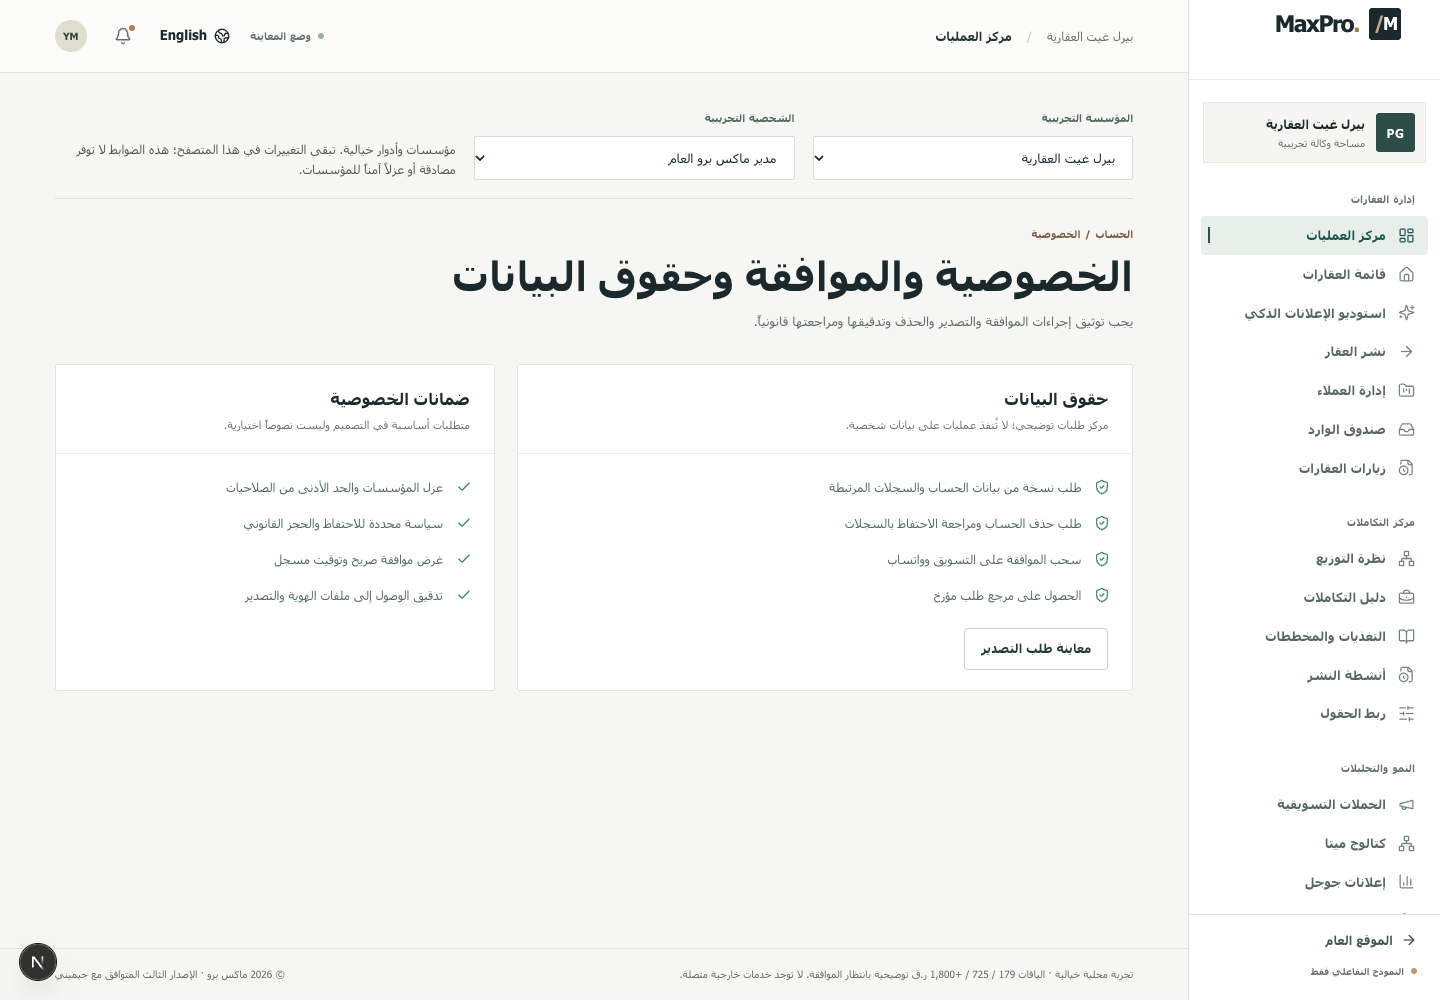 MaxPro. /M
PG
بيرل غيت العقارية
مساحة وكالة تجريبية
إدارة العقارات
مركز العمليات
قائمة العقارات
استوديو الإعلانات الذكي
نشر العقار
إدارة العملاء
صندوق الوارد
زيارات العقارات
مركز التكاملات
نظرة التوزيع
دليل التكاملات
التغذيات والمخططات
أنشطة النشر
ربط الحقول
النمو والتحليلات
الحملات التسويقية
كتالوج ميتا
إعلانات جوجل
الموقع العام
النموذج التفاعلي فقط
بيرل غيت العقارية / مركز العمليات
وضع المعاينة
English
YM
المؤسسة التجريبية
بيرل غيت العقارية
الشخصية التجريبية
مدير ماكس برو العام
مؤسسات وأدوار خيالية. تبقى التغييرات في هذا المتصفح؛ هذه الضوابط لا توفر
مصادقة أو عزلاً آمناً للمؤسسات.
الحساب / الخصوصية
الخصوصية والموافقة وحقوق البيانات
يجب توثيق إجراءات الموافقة والتصدير والحذف وتدقيقها ومراجعتها قانونياً.
حقوق البيانات
مركز طلبات توضيحي؛ لا تُنفذ عمليات على بيانات شخصية.
طلب نسخة من بيانات الحساب والسجلات المرتبطة
طلب حذف الحساب ومراجعة الاحتفاظ بالسجلات
سحب الموافقة على التسويق وواتساب
الحصول على مرجع طلب مؤرخ
معاينة طلب التصدير
ضمانات الخصوصية
متطلبات أساسية في التصميم وليست نصوصاً اختيارية.
عزل المؤسسات والحد الأدنى من الصلاحيات
سياسة محددة للاحتفاظ والحجز القانوني
غرض موافقة صريح وتوقيت مسجل
تدقيق الوصول إلى ملفات الهوية والتصدير
تجربة محلية خيالية · الباقات 179 / 725 / +1,800 ر.ق توضيحية بانتظار الموافقة. لا توجد خدمات خارجية متصلة.
© 2026 ماكس برو · الإصدار الثالث المتوافق مع جيميني
N